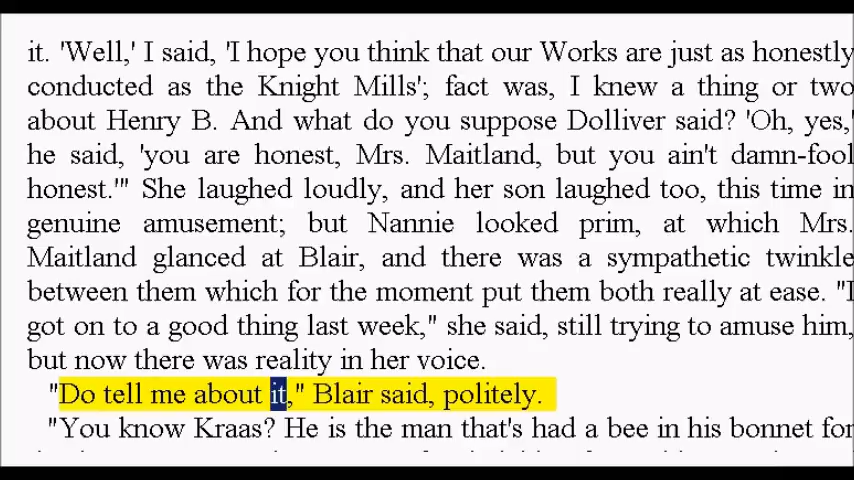 it. 'Well,' I said, 'I hope you think that our Works are just as honestly
conducted as the Knight Mills'; fact was, I knew a thing or two
about Henry B. And what do you suppose Dolliver said? 'Oh, yes,'
he said, 'you are honest, Mrs. Maitland, but you ain't damn-fool
honest.'" She laughed loudly, and her son laughed too, this time in
genuine amusement; but Nannie looked prim, at which Mrs.
Maitland glanced at Blair, and there was a sympathetic twinkle
between them which for the moment put them both really at ease. "I
got on to a good thing last week," she said, still trying to amuse him,
but now there was reality in her voice.
"Do tell me about it," Blair said, politely.
"You know Kraas? He is the man that's had a bee in his bonnet for